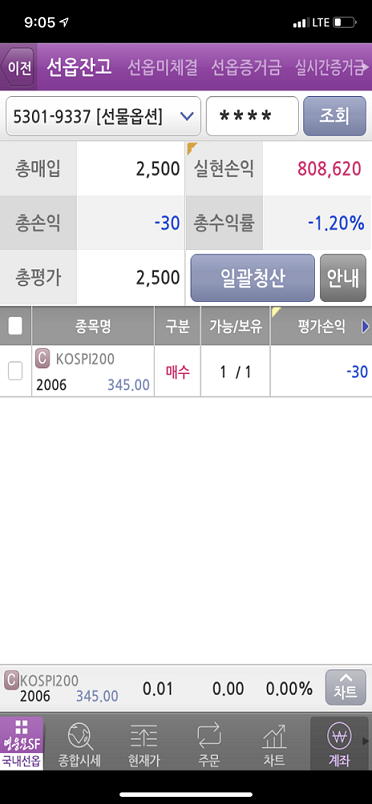 9:05 LTE
이전 선옵잔고 선옵미체결 선옵증거금 실시간증거금
5301-9337 [선물옵션] **** 조회
총매입 2,500 실현손익 808,620
총손익 -30 총수익률 -1.20%
총평가 2,500 일괄청산 안내
종목명 구분 가능/보유 평가손익
C KOSPI200 매수 1 / 1 -30
2006 345.00
C KOSPI200 0.01 0.00 0.00% 차트
2006 345.00
영웅문SF 종합시세 현재가 주문 차트 계좌
국내선옵